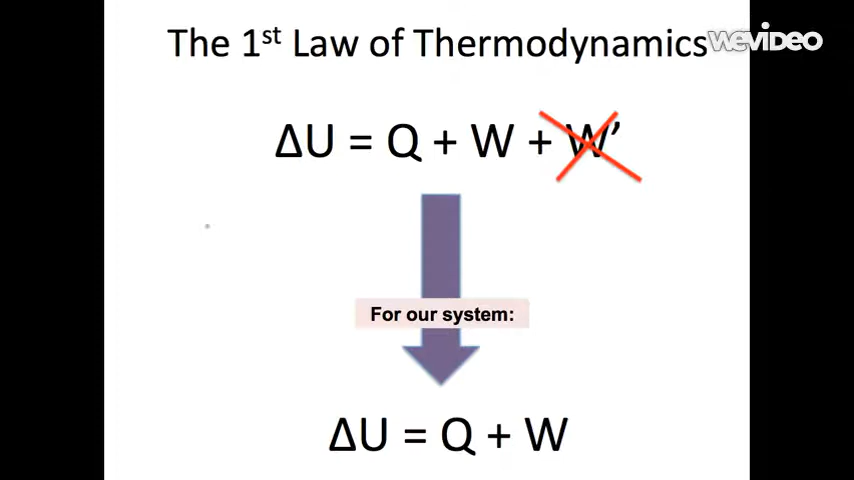 The 1st Law of Thermodynamics
WEVIDEO
ΔU = Q + W + W’
For our system:
ΔU = Q + W